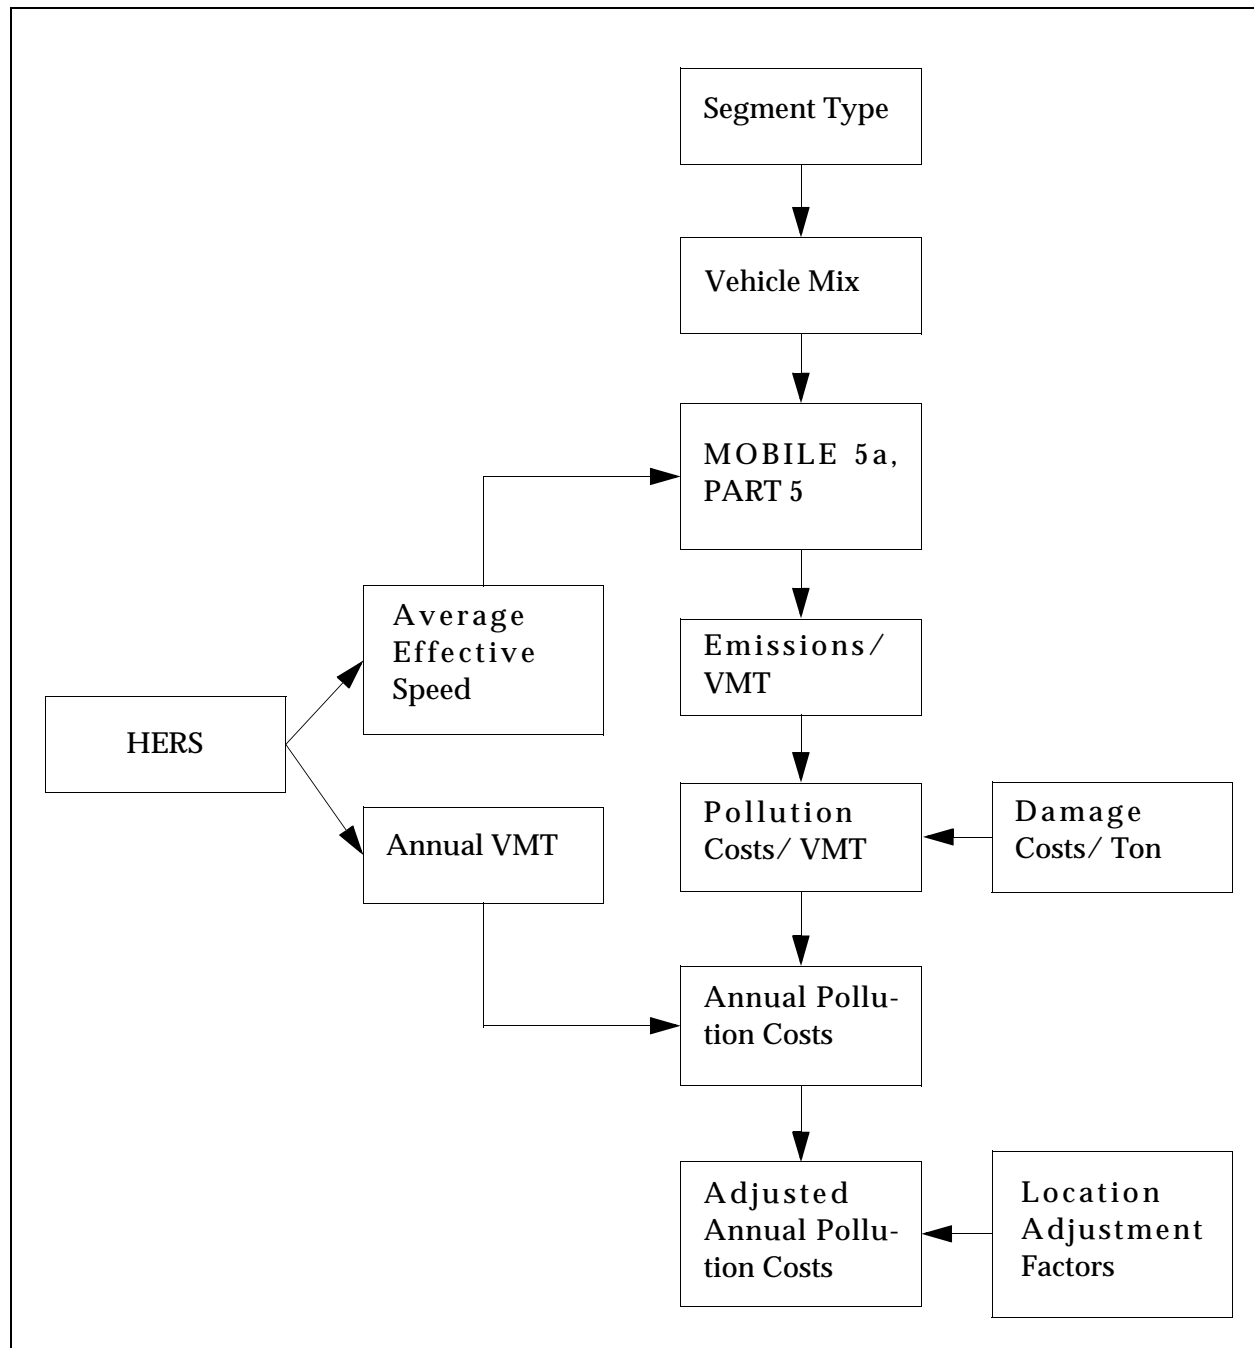 Segment Type
Vehicle Mix
MOBILE 5a,
PART 5
Average
Effective
Speed
Emissions/
VMT
HERS
Pollution
Costs/ VMT
Damage
Costs/ Ton
Annual VMT
Annual Pollu-
tion Costs
Adjusted
Annual Pollu-
tion Costs
Location
Adjustment
Factors